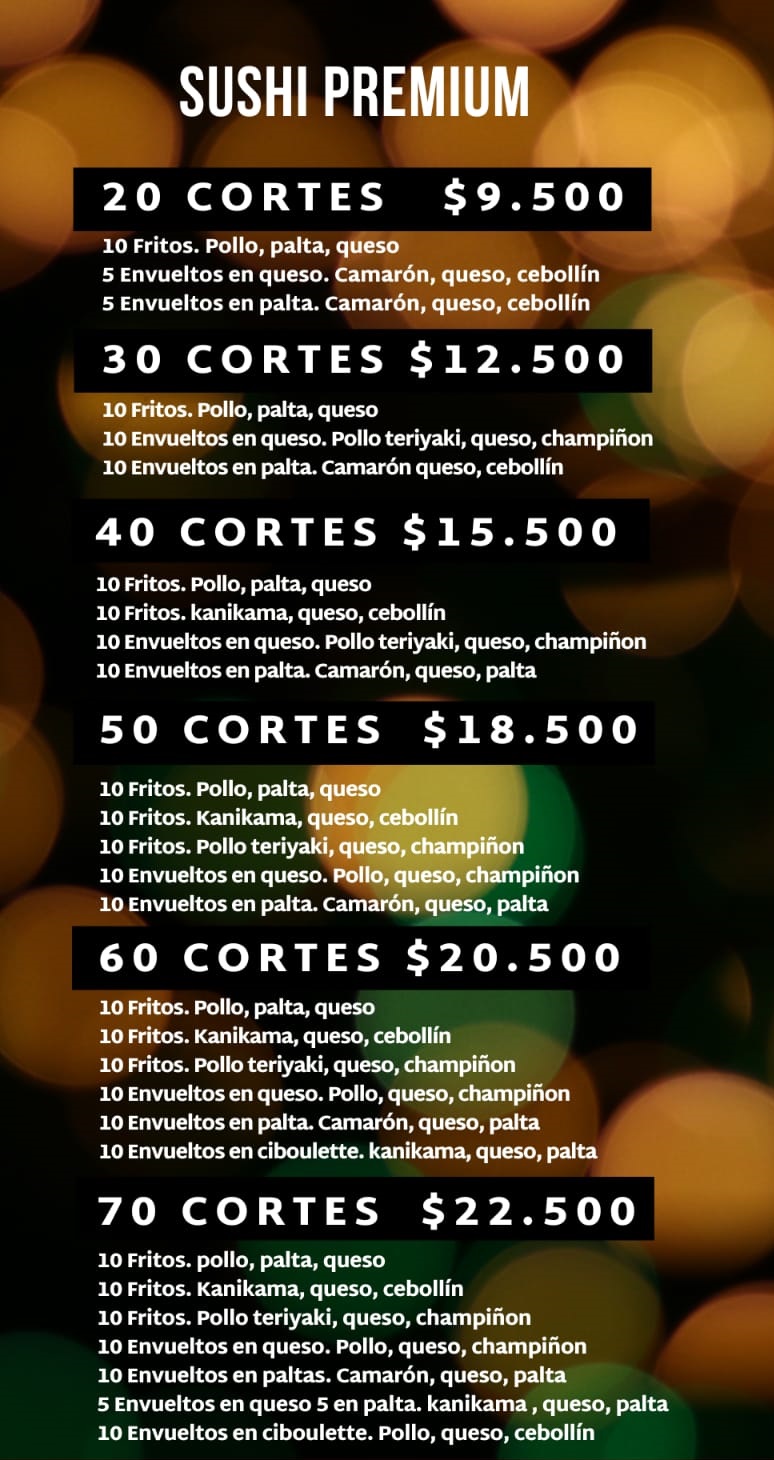 SUSHI PREMIUM
20 CORTES $9.500
10 Fritos. Pollo, palta, queso
5 Envueltos en queso. Camarón, queso, cebollín
5 Envueltos en palta. Camarón, queso, cebollín
30 CORTES $12.500
10 Fritos. Pollo, palta, queso
10 Envueltos en queso. Pollo teriyaki, queso, champiñon
10 Envueltos en palta. Camarón queso, cebollín
40 CORTES $15.500
10 Fritos. Pollo, palta, queso
10 Fritos. kanikama, queso, cebollín
10 Envueltos en queso. Pollo teriyaki, queso, champiñon
10 Envueltos en palta. Camarón, queso, palta
50 CORTES $18.500
10 Fritos. Pollo, palta, queso
10 Fritos. Kanikama, queso, cebollín
10 Fritos. Pollo teriyaki, queso, champiñon
10 Envueltos en queso. Pollo, queso, champiñon
10 Envueltos en palta. Camarón, queso, palta
60 CORTES $20.500
10 Fritos. Pollo, palta, queso
10 Fritos. Kanikama, queso, cebollín
10 Fritos. Pollo teriyaki, queso, champiñon
10 Envueltos en queso. Pollo, queso, champiñon
10 Envueltos en palta. Camarón, queso, palta
10 Envueltos en ciboulette. kanikama, queso, palta
70 CORTES $22.500
10 Fritos. pollo, palta, queso
10 Fritos. Kanikama, queso, cebollín
10 Fritos. Pollo teriyaki, queso, champiñon
10 Envueltos en queso. Pollo, queso, champiñon
10 Envueltos en paltas. Camarón, queso, palta
5 Envueltos en queso 5 en palta. kanikama , queso, palta
10 Envueltos en ciboulette. Pollo, queso, cebollín